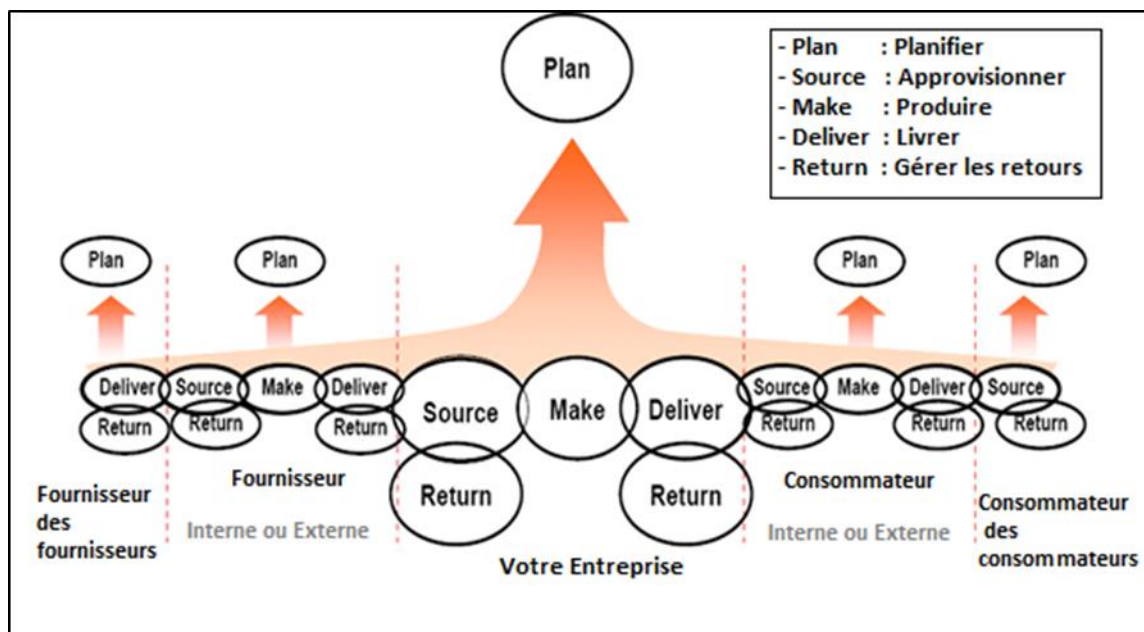 Plan
- Plan : Planifier
- Source : Approvisionner
- Make : Produire
- Deliver : Livrer
- Return : Gérer les retours
Plan
Plan
Plan
Plan
Deliver
Source
Make
Deliver
Source
Make
Deliver
Source
Make
Deliver
Source
Return
Return
Return
Return
Return
Return
Return
Return
Fournisseur
des
fournisseurs
Fournisseur
Interne ou Externe
Votre Entreprise
Consommateur
Interne ou Externe
Consommateur
des
consommateurs